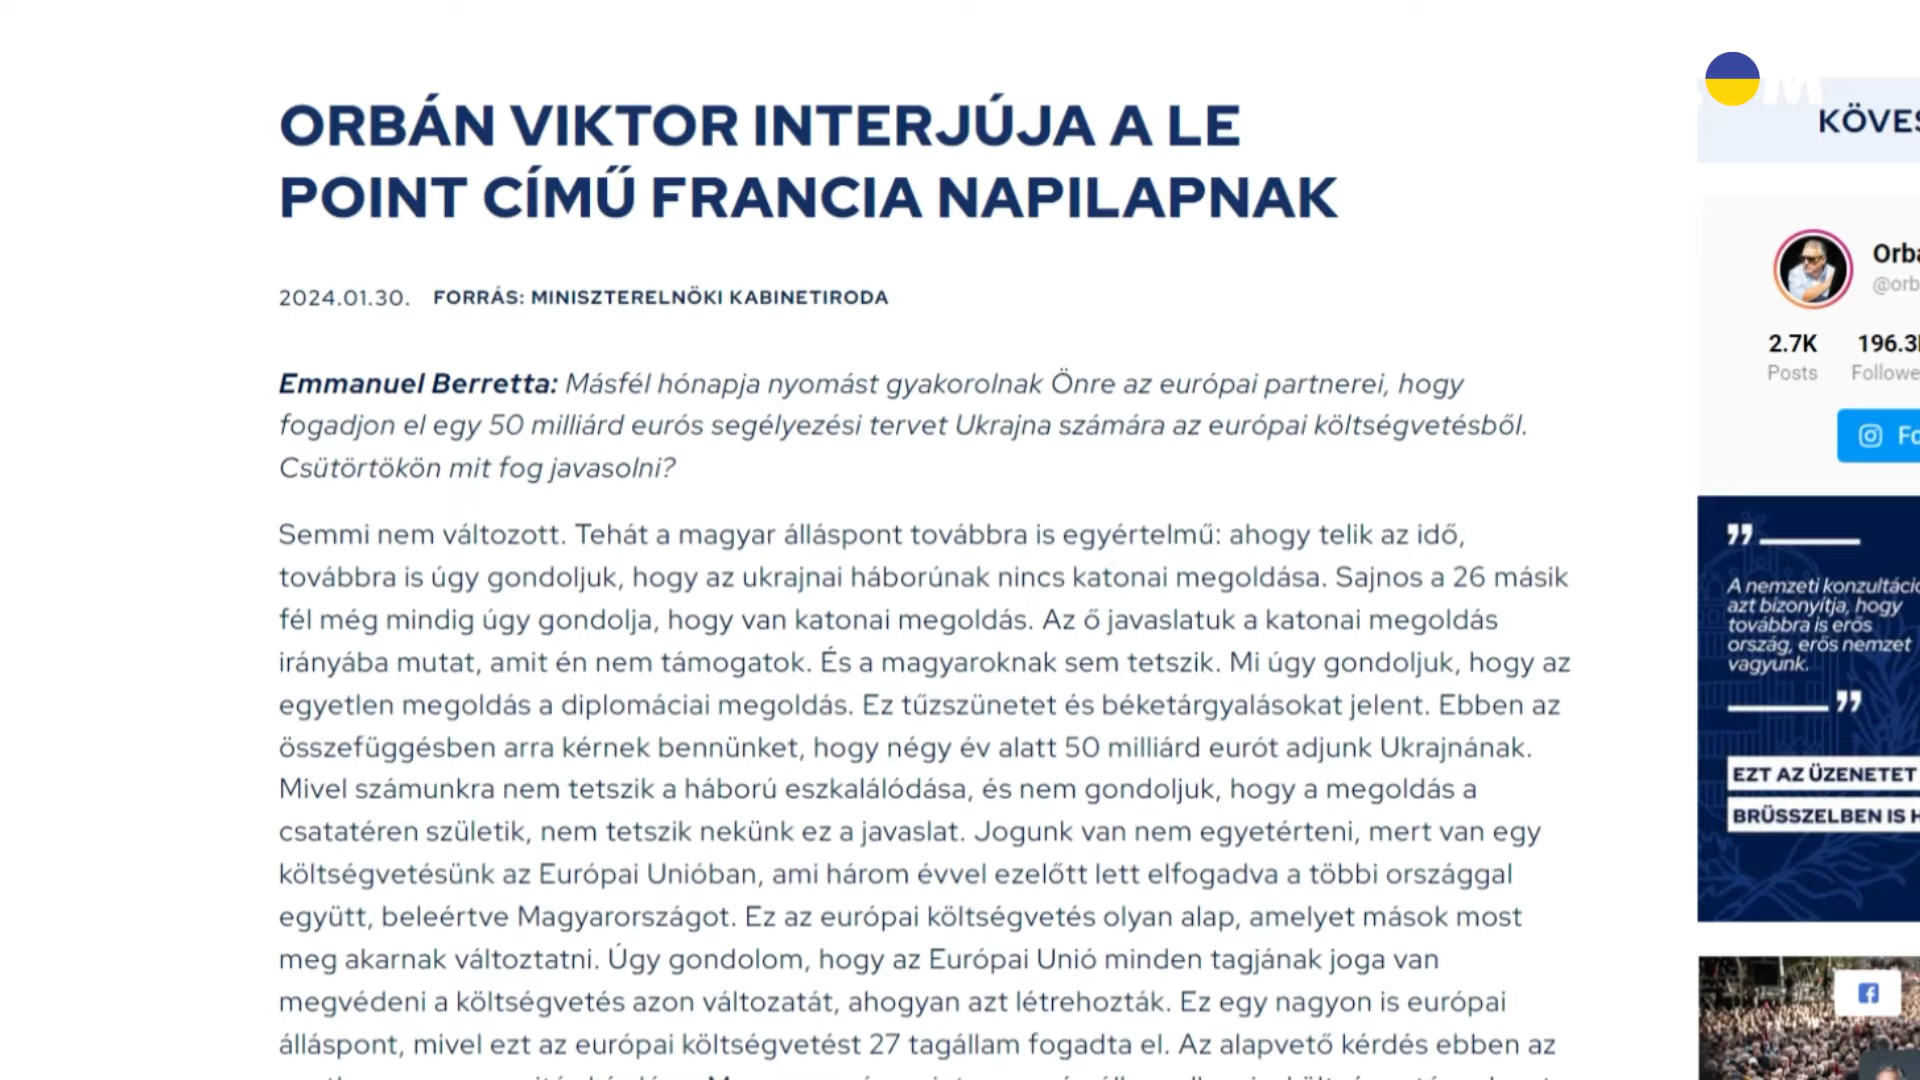 ORBÁN VIKTOR INTERJÚJA A LE
POINT CÍMŰ FRANCIA NAPILAPNAK
2024.01.30. FORRÁS: MINISZTERELNÖKI KABINETIRODA
Emmanuel Berretta: Másfél hónapja nyomást gyakorolnak Önre az európai partnerei, hogy
fogadjon el egy 50 milliárd eurós segélyezési tervet Ukrajna számára az európai költségvetésből.
Csütörtökön mit fog javasolni?
Semmi nem változott. Tehát a magyar álláspont továbbra is egyértelmű: ahogy telik az idő,
továbbra is úgy gondoljuk, hogy az ukrajnai háborúnak nincs katonai megoldása. Sajnos a 26 másik
fél még mindig úgy gondolja, hogy van katonai megoldás. Az ő javaslatuk a katonai megoldás
irányába mutat, amit én nem támogatok. És a magyaroknak sem tetszik. Mi úgy gondoljuk, hogy az
egyetlen megoldás a diplomáciai megoldás. Ez tűzszünetet és béketárgyalásokat jelent. Ebben az
összefüggésben arra kérnek bennünket, hogy négy év alatt 50 milliárd eurót adjunk Ukrajnának.
Mivel számunkra nem tetszik a háború eszkalálódása, és nem gondoljuk, hogy a megoldás a
csatatéren születik, nem tetszik nekünk ez a javaslat. Jogunk van nem egyetérteni, mert van egy
költségvetésünk az Európai Unióban, ami három évvel ezelőtt lett elfogadva a többi országgal
együtt, beleértve Magyarországot. Ez az európai költségvetés olyan alap, amelyet mások most
meg akarnak változtatni. Úgy gondolom, hogy az Európai Unió minden tagjának joga van
megvédeni a költségvetés azon változatát, ahogyan azt létrehozták. Ez egy nagyon is európai
álláspont, mivel ezt az európai költségvetést 27 tagállam fogadta el. Az alapvető kérdés ebben az
M
KÖVES
Orbá
@orb
2.7K 196.3
Posts Followe
Fo
A nemzeti konzultáció
azt bizonyítja, hogy
továbbra is erős
ország, erős nemzet
vagyunk.
EZT AZ ÜZENETET
BRÜSSZELBEN IS H